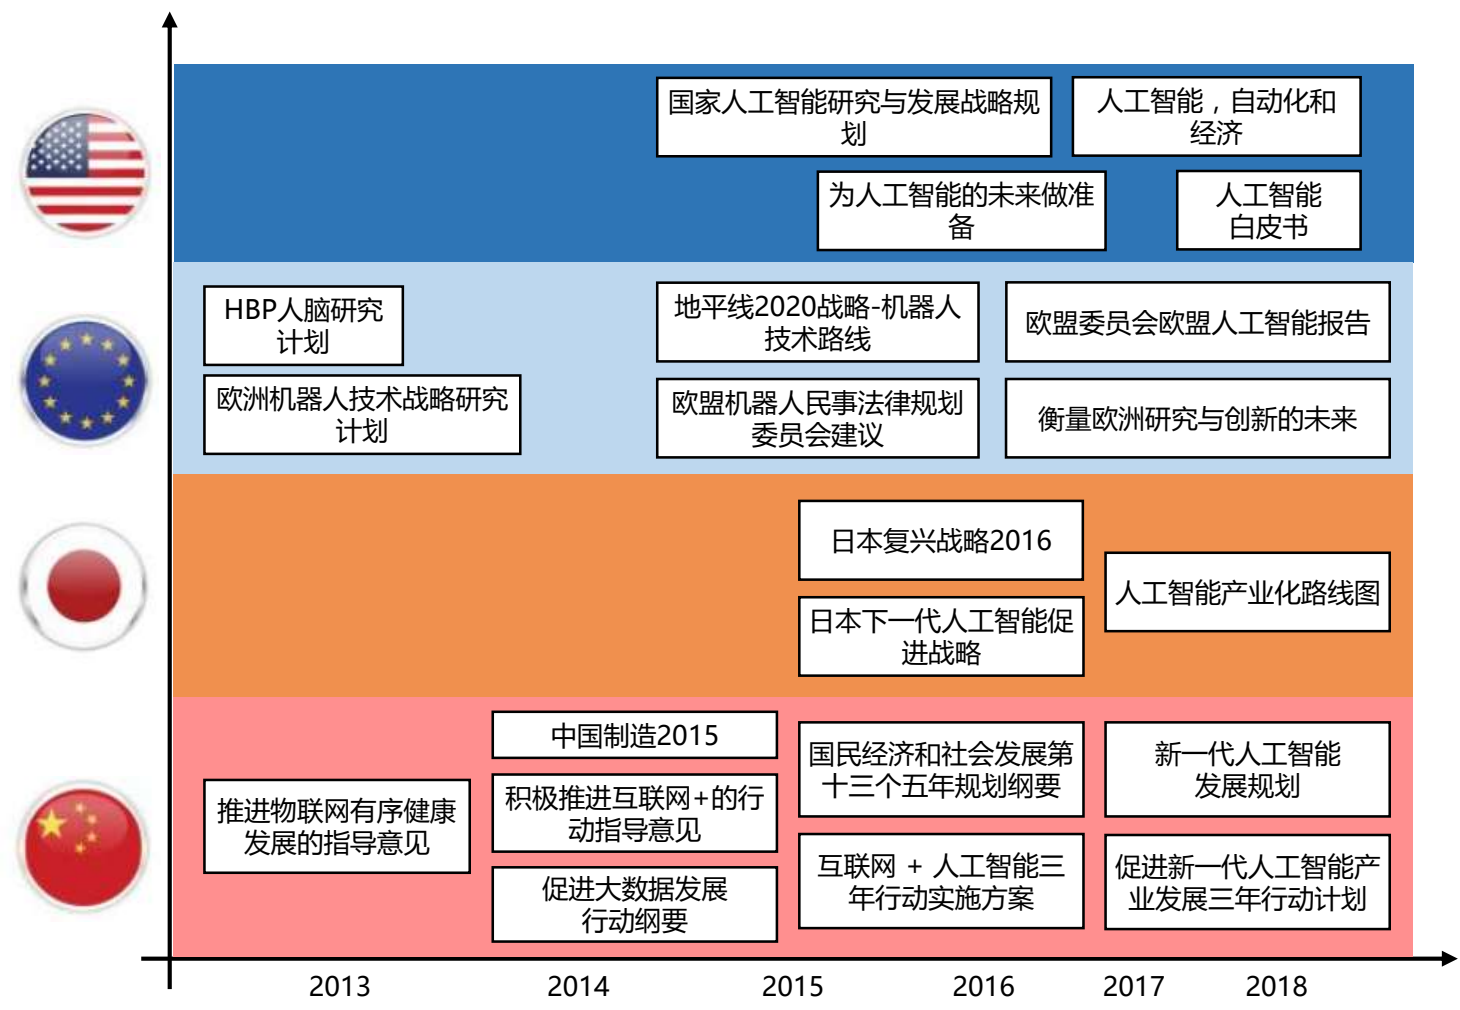 国家人工智能研究与发展战略规
划
人工智能，自动化和
经济
为人工智能的未来做准
备
人工智能
白皮书
HBP人脑研究
计划
地平线2020战略-机器人
技术路线
欧盟委员会欧盟人工智能报告
欧洲机器人技术战略研究
计划
欧盟机器人民事法律规划
委员会建议
衡量欧洲研究与创新的未来
日本复兴战略2016
人工智能产业化路线图
日本下一代人工智能促
进战略
中国制造2015
国民经济和社会发展第
十三个五年规划纲要
新一代人工智能
发展规划
推进物联网有序健康
发展的指导意见
积极推进互联网+的行
动指导意见
互联网 + 人工智能三
年行动实施方案
促进新一代人工智能产
业发展三年行动计划
促进大数据发展
行动纲要
2013
2014
2015
2016
2017
2018